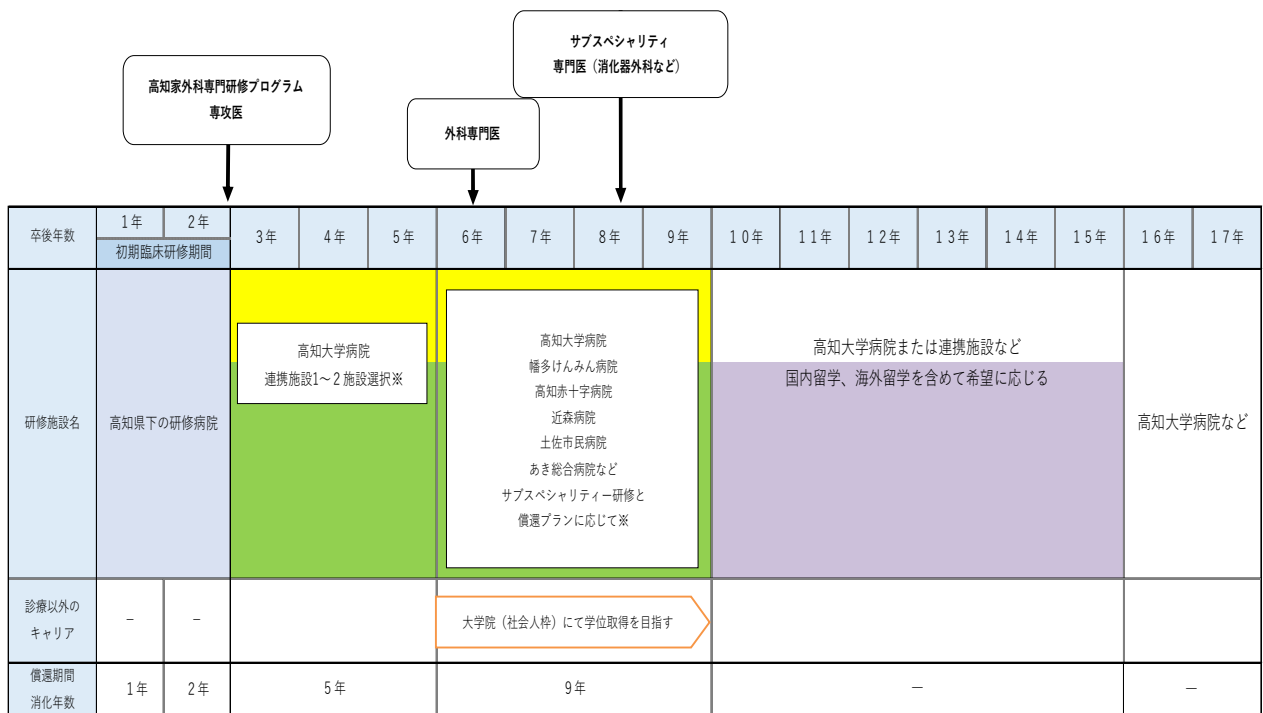 サブスペシャリティ
専門医（消化器外科など）
高知家外科専門研修プログラム
専攻医
外科専門医
卒後年数
1年
2年
初期臨床研修期間
3年
4年
5年
6年
7年
8年
9年
10年
11年
12年
13年
14年
15年
16年
17年
研修施設名
高知県下の研修病院
高知大学病院
連携施設1～2施設選択※
高知大学病院
幡多けんみん病院
高知赤十字病院
近森病院
土佐市民病院
あき総合病院など
サブスペシャリティー研修と
償還プランに応じて※
高知大学病院または連携施設など
国内留学、海外留学を含めて希望に応じる
高知大学病院など
診療以外の
キャリア
－
－
大学院（社会人枠）にて学位取得を目指す
償還期間
消化年数
1年
2年
5年
9年
－
－